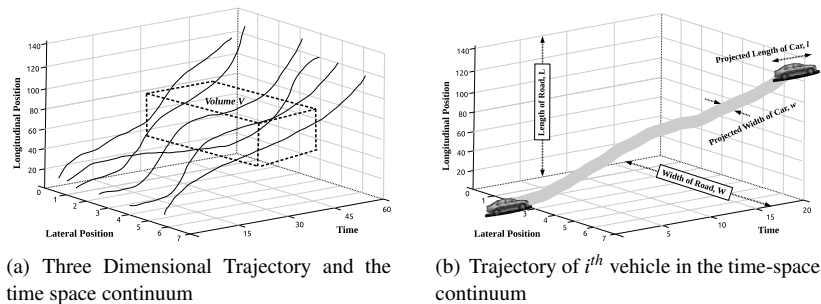 140
120
100
80
60
40
20
0
1
2
3
4
5
6
7
15
30
45
60
Longitudinal Position
Lateral Position
Time
Volume V
140
120
100
80
60
40
20
0
3
4
5
6
7
5
10
15
20
Longitudinal Position
Lateral Position
Time
Length of Road, L
Width of Road, W
Projected Length of Car, l
Projected Width of Car, w
(a) Three Dimensional Trajectory and the
time space continuum
(b) Trajectory of i^th vehicle in the time-space
continuum